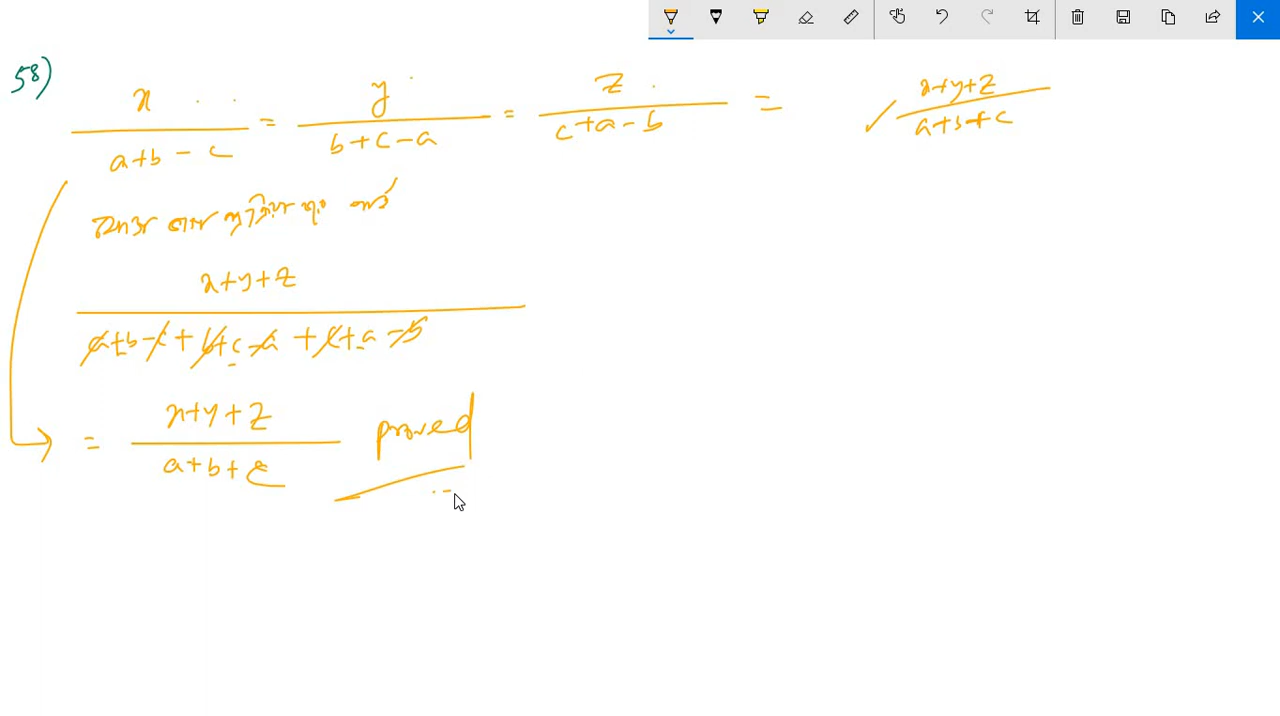 58)
x/(a+b-c) = y/(b+c-a) = z/(c+a-b) = x+y+z/(a+b+c)
x+y+z
a+b-c+b+c-a+c+a-b
= x+y+z/(a+b+c) proved